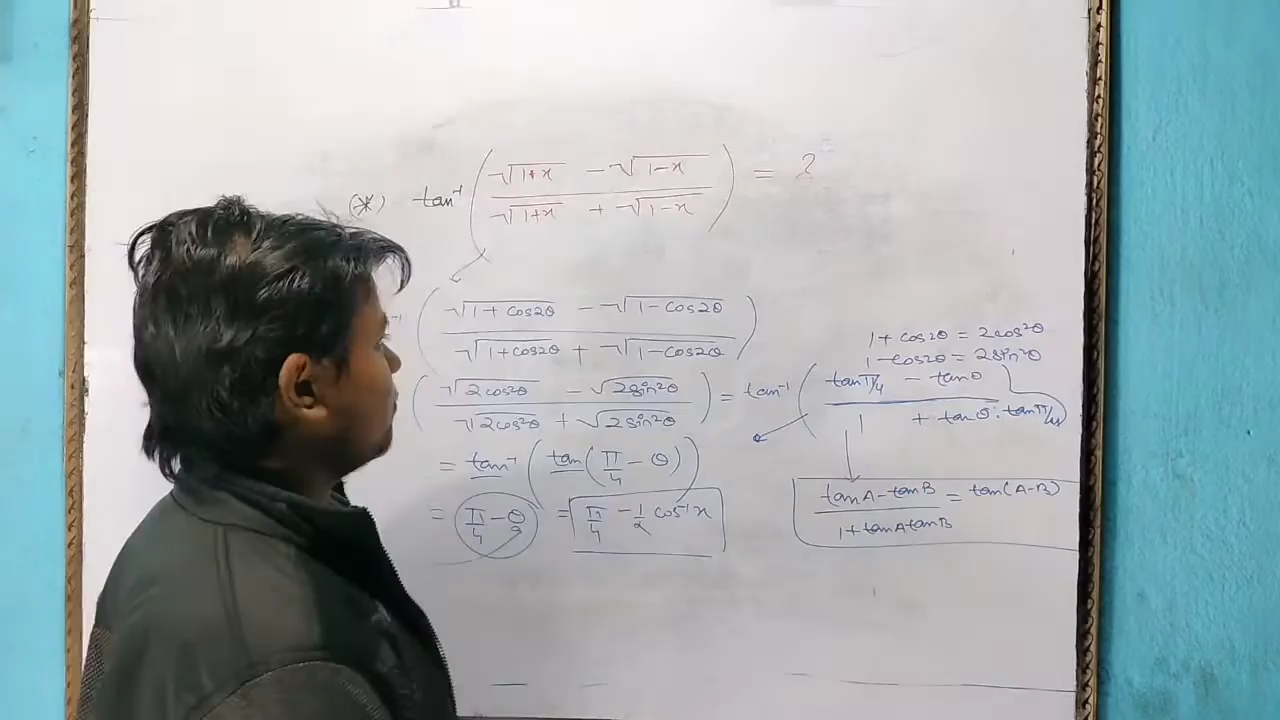 (*) tan⁻¹ ( (√1+x − √1−x) / (√1+x + √1−x) ) = ?
( (√1+cos2θ − √1−cos2θ) / (√1+cos2θ + √1−cos2θ) )
1+cos2θ = 2cos²θ
1−cos2θ = 2sin²θ
( (√2cos²θ − √2sin²θ) / (√2cos²θ + √2sin²θ) ) = tan⁻¹ ( (tanπ/4 − tanθ) / (1 + tanθ·tanπ/4) )
= tan⁻¹ ( tan(π/4 − θ) )
= π/4 − θ = π/4 − 1/2 cos⁻¹x
(tanA−tanB) / (1+tanAtanB) = tan(A−B)